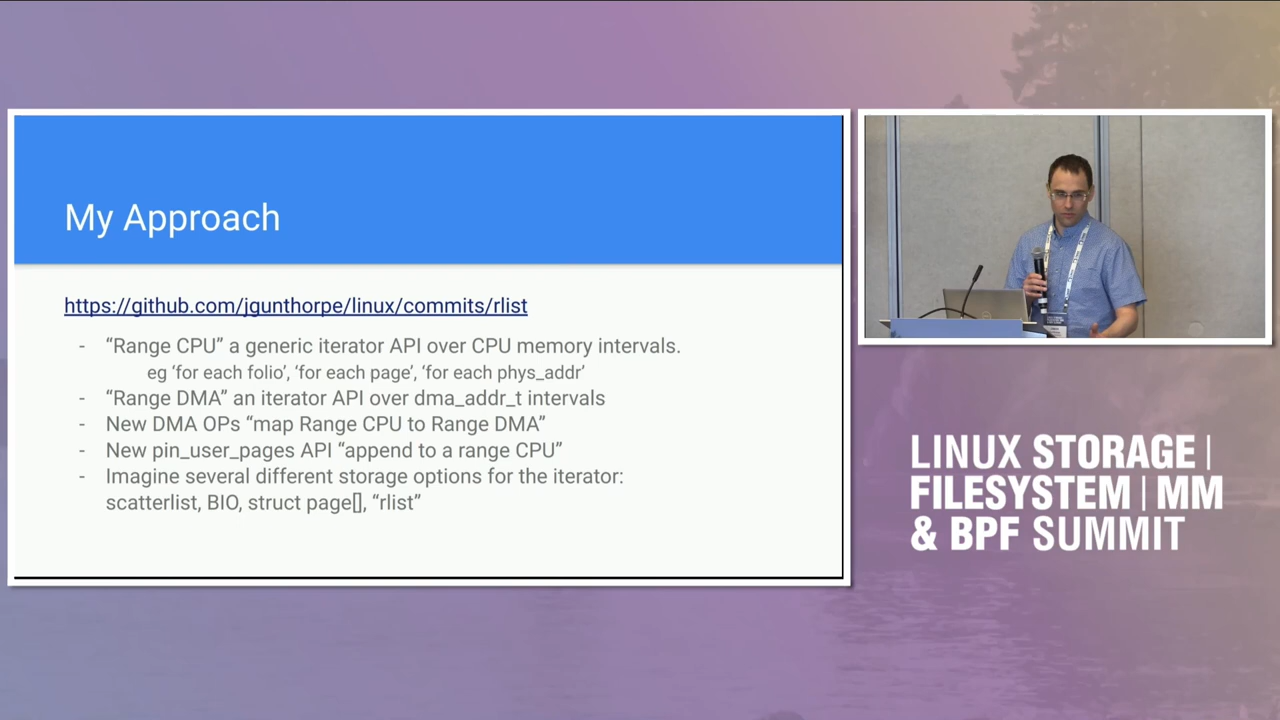 My Approach
https://github.com/jgunthorpe/linux/commits/rlist
- “Range CPU” a generic iterator API over CPU memory intervals.
eg ‘for each folio’, ‘for each page’, ‘for each phys_addr’
- “Range DMA” an iterator API over dma_addr_t intervals
- New DMA OPs “map Range CPU to Range DMA”
- New pin_user_pages API “append to a range CPU”
- Imagine several different storage options for the iterator:
scatterlist, BIO, struct page[], “rlist”
LINUX STORAGE |
FILESYSTEM | MM
& BPF SUMMIT